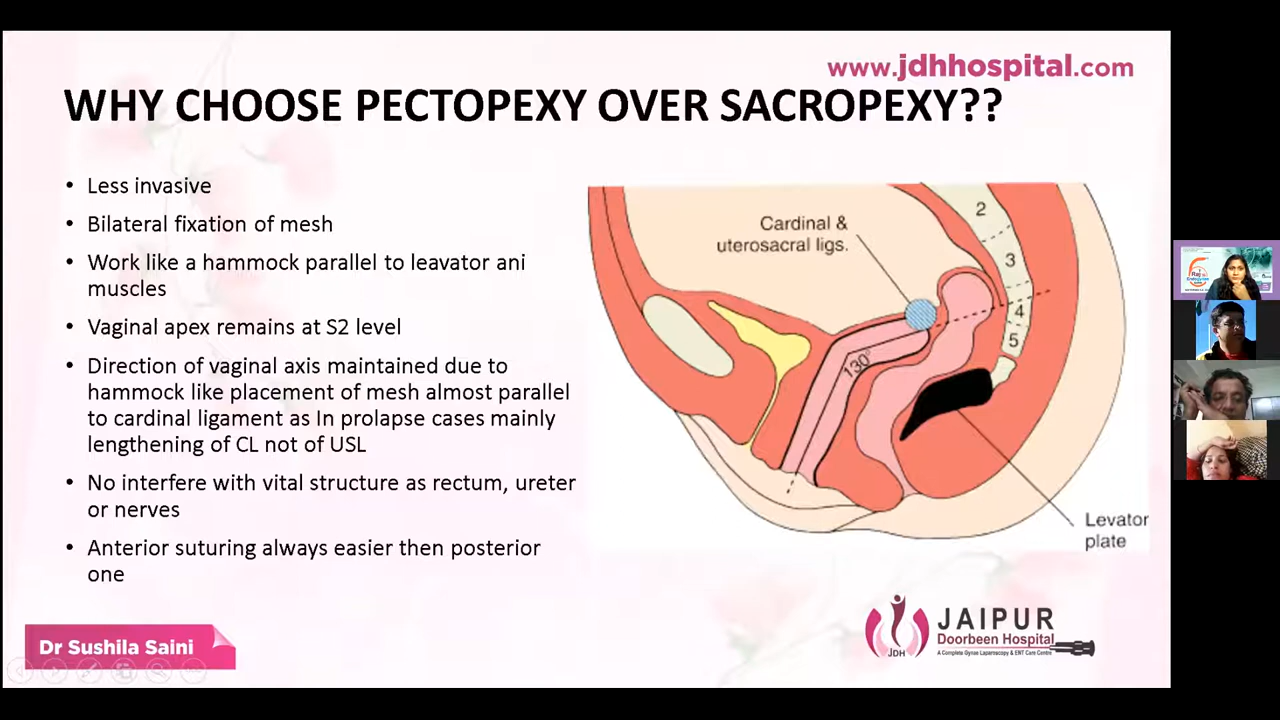 www.jdhhospital.com
WHY CHOOSE PECTOPEXY OVER SACROPEXY??
• Less invasive
• Bilateral fixation of mesh
• Work like a hammock parallel to leavator ani
muscles
• Vaginal apex remains at S2 level
• Direction of vaginal axis maintained due to
hammock like placement of mesh almost parallel
to cardinal ligament as In prolapse cases mainly
lengthening of CL not of USL
• No interfere with vital structure as rectum, ureter
or nerves
• Anterior suturing always easier then posterior
one
Cardinal &
uterosacral ligs.
2
3
4
5
130°
Levator
plate
Dr Sushila Saini
JDH
JAIPUR
Doorbeen Hospital
A Complete Gynae Laparoscopy & ENT Care Centre